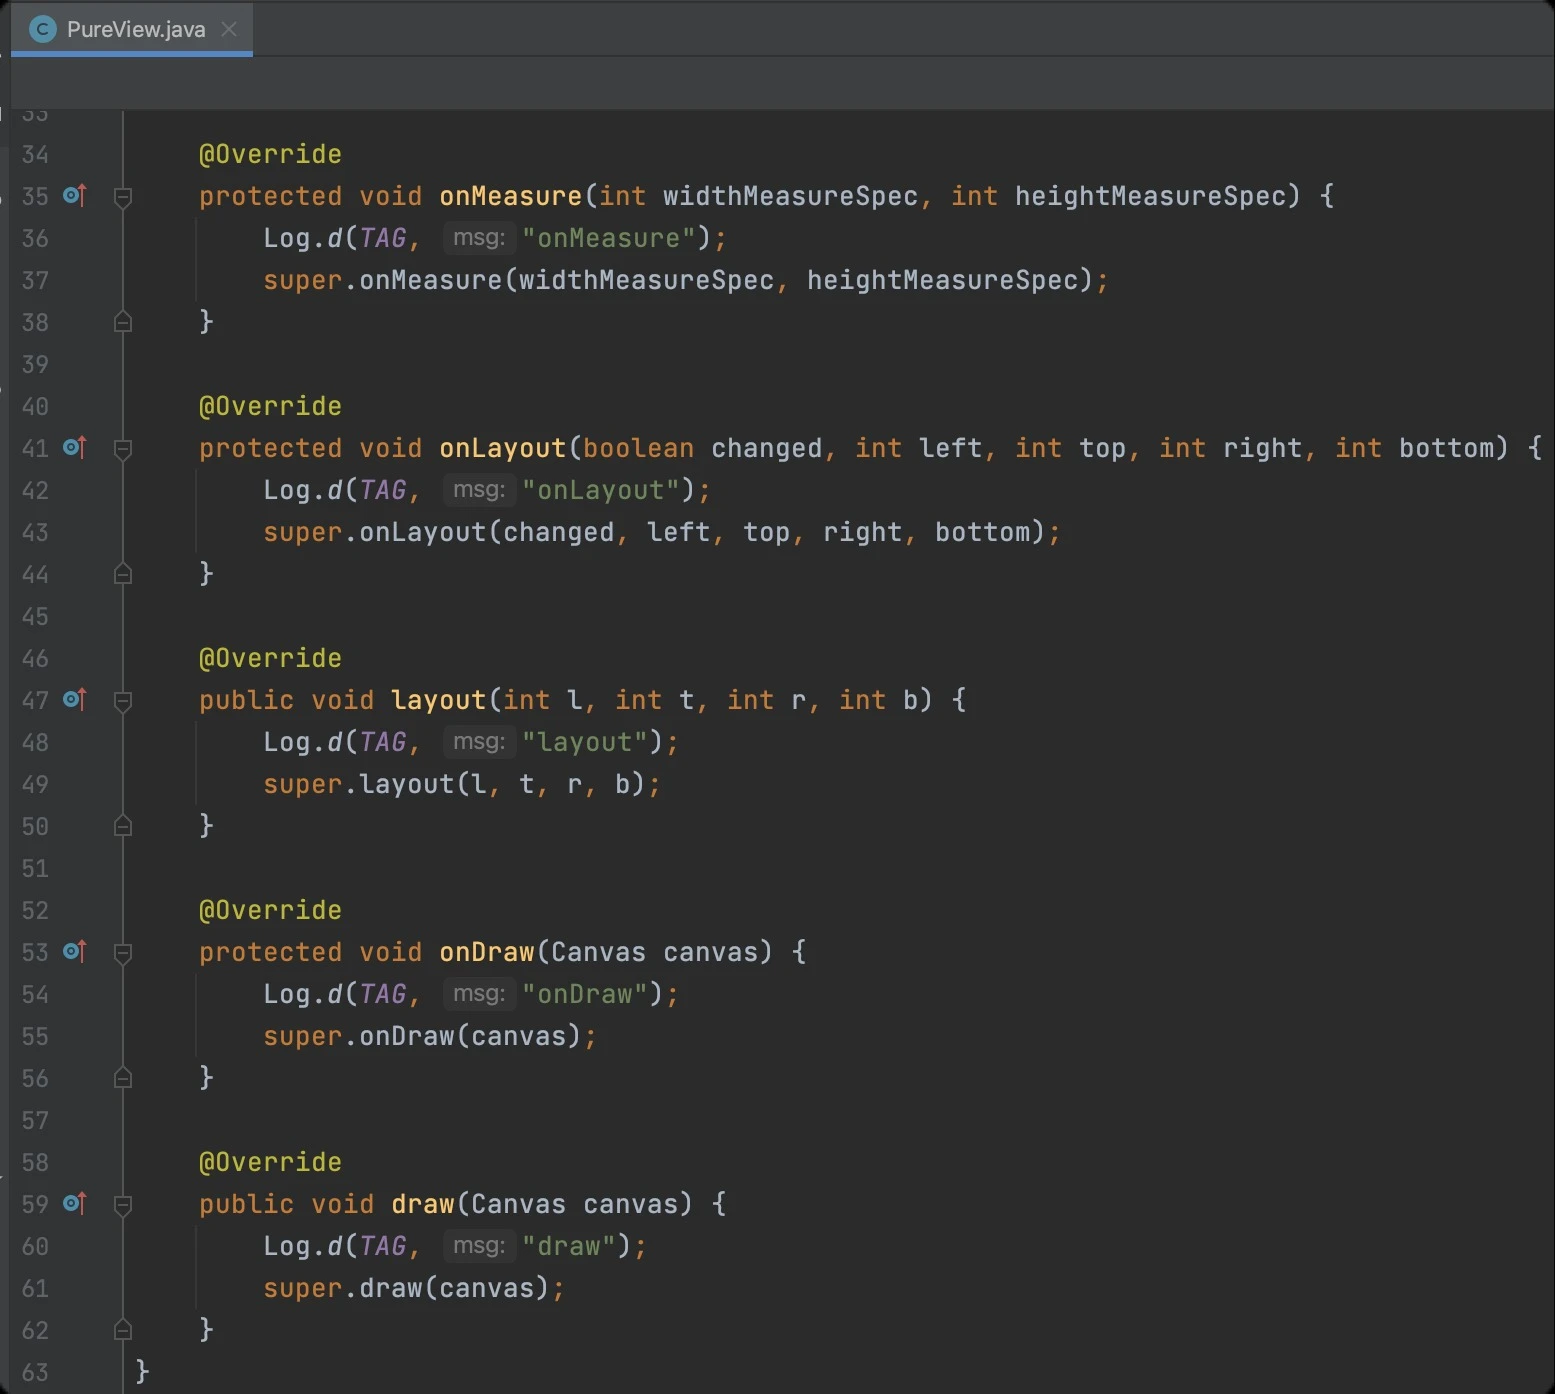 PureView.java
33
34 @Override
35 protected void onMeasure(int widthMeasureSpec, int heightMeasureSpec) {
36 Log.d(TAG, msg: "onMeasure");
37 super.onMeasure(widthMeasureSpec, heightMeasureSpec);
38 }
39
40 @Override
41 protected void onLayout(boolean changed, int left, int top, int right, int bottom) {
42 Log.d(TAG, msg: "onLayout");
43 super.onLayout(changed, left, top, right, bottom);
44 }
45
46 @Override
47 public void layout(int l, int t, int r, int b) {
48 Log.d(TAG, msg: "layout");
49 super.layout(l, t, r, b);
50 }
51
52 @Override
53 protected void onDraw(Canvas canvas) {
54 Log.d(TAG, msg: "onDraw");
55 super.onDraw(canvas);
56 }
57
58 @Override
59 public void draw(Canvas canvas) {
60 Log.d(TAG, msg: "draw");
61 super.draw(canvas);
62 }
63 }